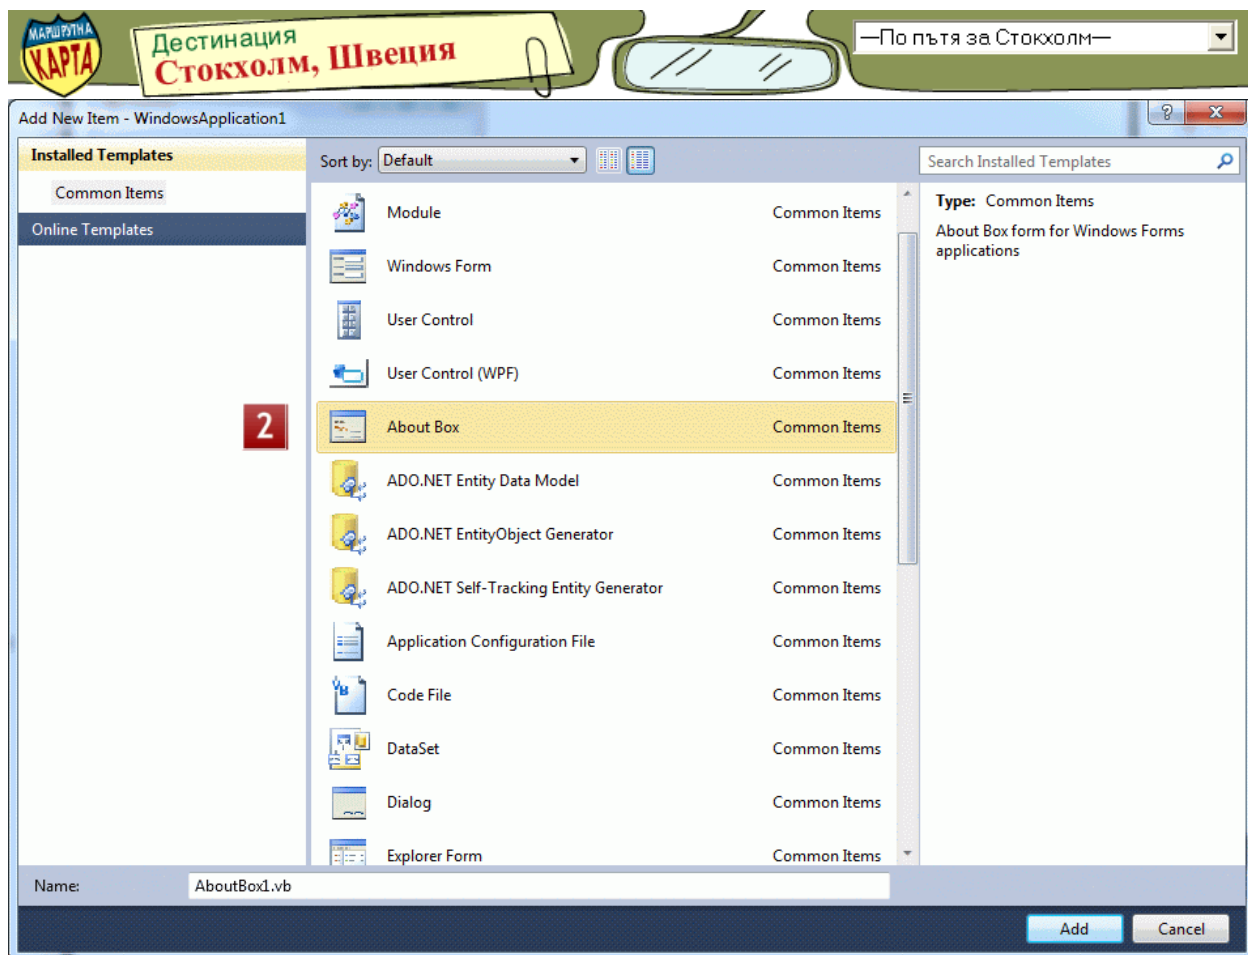 МАРШРУТНА
КАРТА
Дестинация
Стокхолм, Швеция
—По пътя за Стокхолм—
Add New Item - WindowsApplication1
Installed Templates
Common Items
Online Templates
Sort by: Default
Search Installed Templates
Module Common Items
Windows Form Common Items
User Control Common Items
User Control (WPF) Common Items
2
About Box Common Items
ADO.NET Entity Data Model Common Items
ADO.NET EntityObject Generator Common Items
ADO.NET Self-Tracking Entity Generator Common Items
Application Configuration File Common Items
Code File Common Items
DataSet Common Items
Dialog Common Items
Explorer Form Common Items
Type: Common Items
About Box form for Windows Forms
applications
Name: AboutBox1.vb
Add Cancel